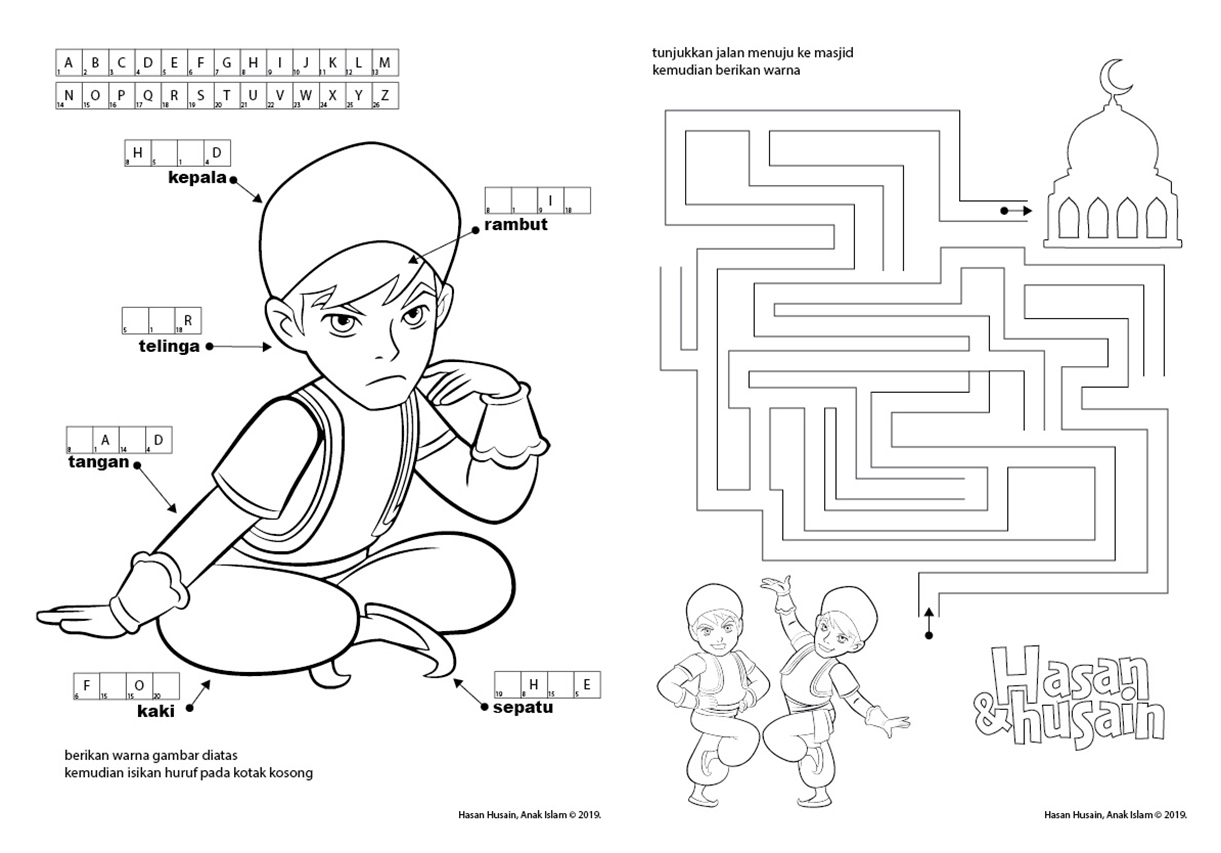 A B C D E F G H I J K L M
1 2 3 4 5 6 7 8 9 10 11 12 13
N O P Q R S T U V W X Y Z
14 15 16 17 18 19 20 21 22 23 24 25 26
H D
8 5 1 4
kepala
I
8 1 9 18
rambut
R
5 1 18
telinga
A D
8 1 14 4
tangan
F O
6 15 15 20
kaki
H E
19 8 15 5
sepatu
berikan warna gambar diatas
kemudian isikan huruf pada kotak kosong
Hasan Husain, Anak Islam © 2019.
tunjukkan jalan menuju ke masjid
kemudian berikan warna
Hasan
&husain
Hasan Husain, Anak Islam © 2019.